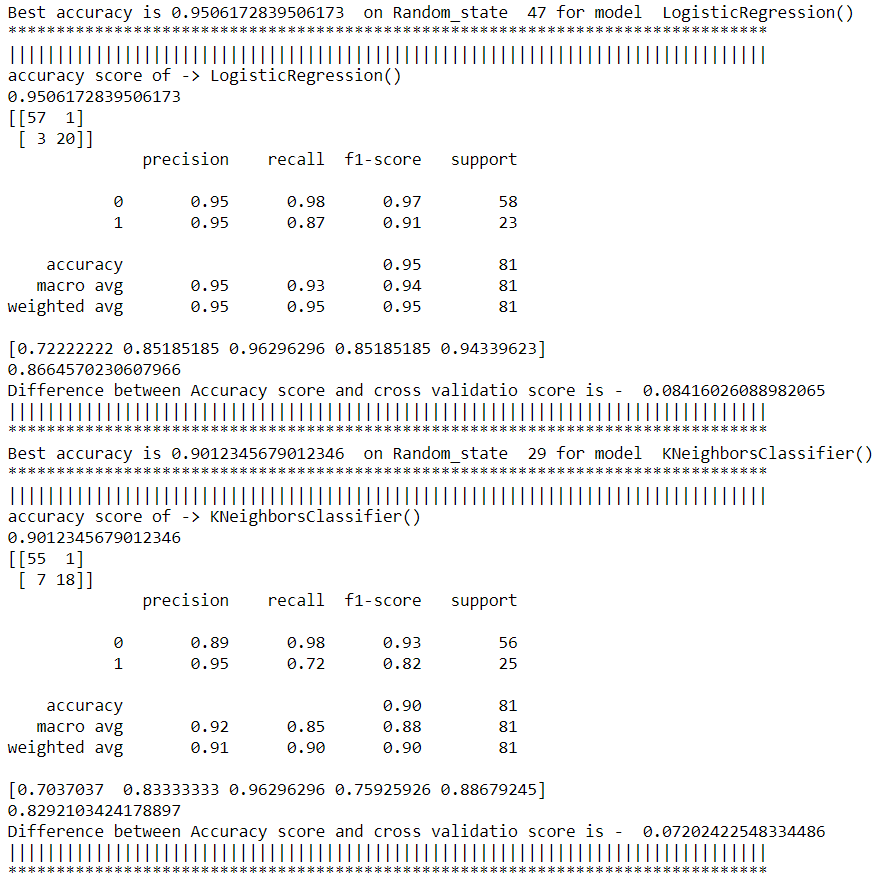 Best accuracy is 0.9506172839506173  on Random_state  47 for model  LogisticRegression()
*******************************************************************************
|||||||||||||||||||||||||||||||||||||||||||||||||||||||||||||||||||||||||||||||
accuracy score of -> LogisticRegression()
0.9506172839506173
[[57  1]
 [ 3 20]]
              precision    recall  f1-score   support

           0       0.95      0.98      0.97        58
           1       0.95      0.87      0.91        23

    accuracy                           0.95        81
   macro avg       0.95      0.93      0.94        81
weighted avg       0.95      0.95      0.95        81

[0.72222222 0.85185185 0.96296296 0.85185185 0.94339623]
0.8664570230607966
Difference between Accuracy score and cross validatio score is -  0.08416026088982065
|||||||||||||||||||||||||||||||||||||||||||||||||||||||||||||||||||||||||||||||
*******************************************************************************
Best accuracy is 0.9012345679012346  on Random_state  29 for model  KNeighborsClassifier()
*******************************************************************************
|||||||||||||||||||||||||||||||||||||||||||||||||||||||||||||||||||||||||||||||
accuracy score of -> KNeighborsClassifier()
0.9012345679012346
[[55  1]
 [ 7 18]]
              precision    recall  f1-score   support

           0       0.89      0.98      0.93        56
           1       0.95      0.72      0.82        25

    accuracy                           0.90        81
   macro avg       0.92      0.85      0.88        81
weighted avg       0.91      0.90      0.90        81

[0.7037037  0.83333333 0.96296296 0.75925926 0.88679245]
0.8292103424178897
Difference between Accuracy score and cross validatio score is -  0.07202422548334486
|||||||||||||||||||||||||||||||||||||||||||||||||||||||||||||||||||||||||||||||
*******************************************************************************